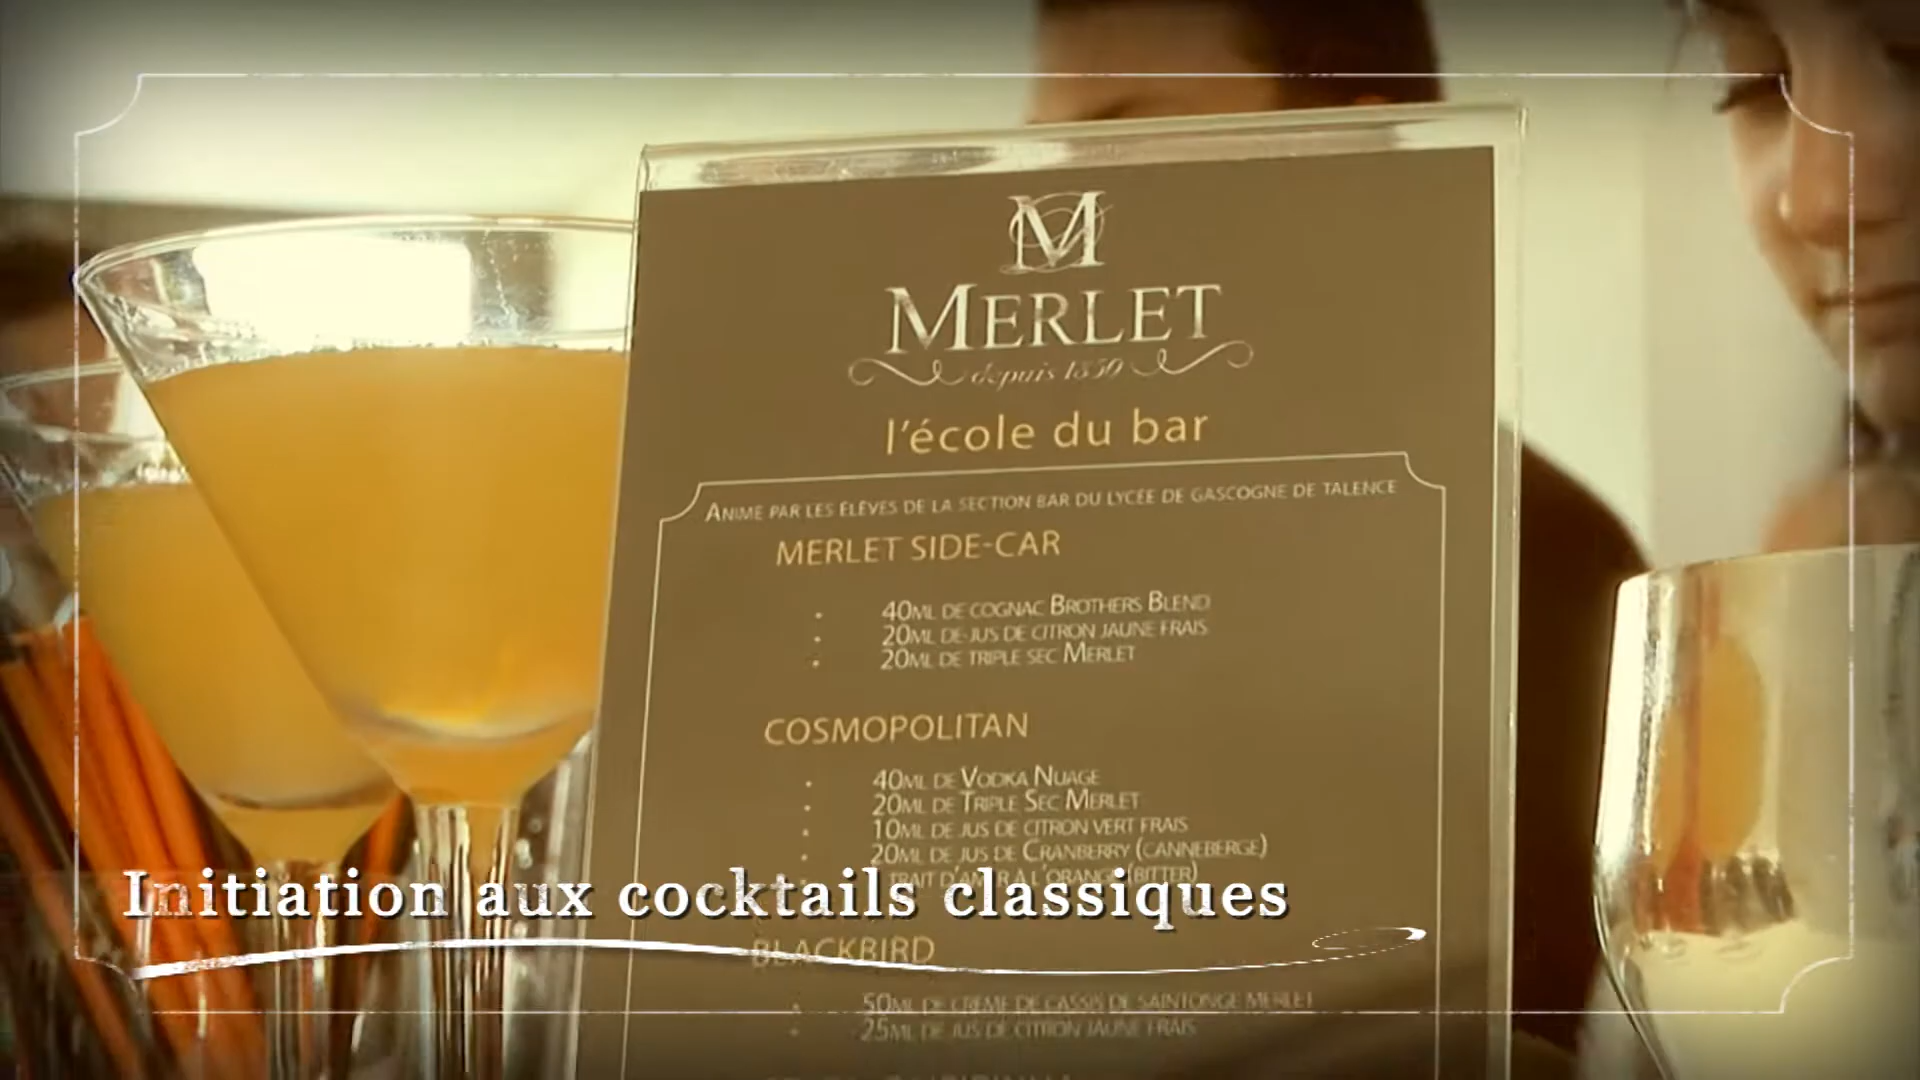 M
MERLET
depuis 1850
l'école du bar
ANIMÉ PAR LES ÉLÈVES DE LA SECTION BAR DU LYCÉE DE GASCOGNE DE TALENCE
MERLET SIDE-CAR
• 40ML DE COGNAC BROTHERS BLEND
• 20ML DE JUS DE CITRON JAUNE FRAIS
• 20ML DE TRIPLE SEC MERLET
COSMOPOLITAN
• 40ML DE VODKA NUAGE
• 20ML DE TRIPLE SEC MERLET
• 10ML DE JUS DE CITRON VERT FRAIS
• 20ML DE JUS DE CRANBERRY (CANNEBERGE)
TRAIT D'AMER À L'ORANGE (BITTER)
Initiation aux cocktails classiques
BLACKBIRD
• 50ML DE CRÈME DE CASSIS DE SAINTONGE MERLET
• 25ML DE JUS DE CITRON JAUNE FRAIS